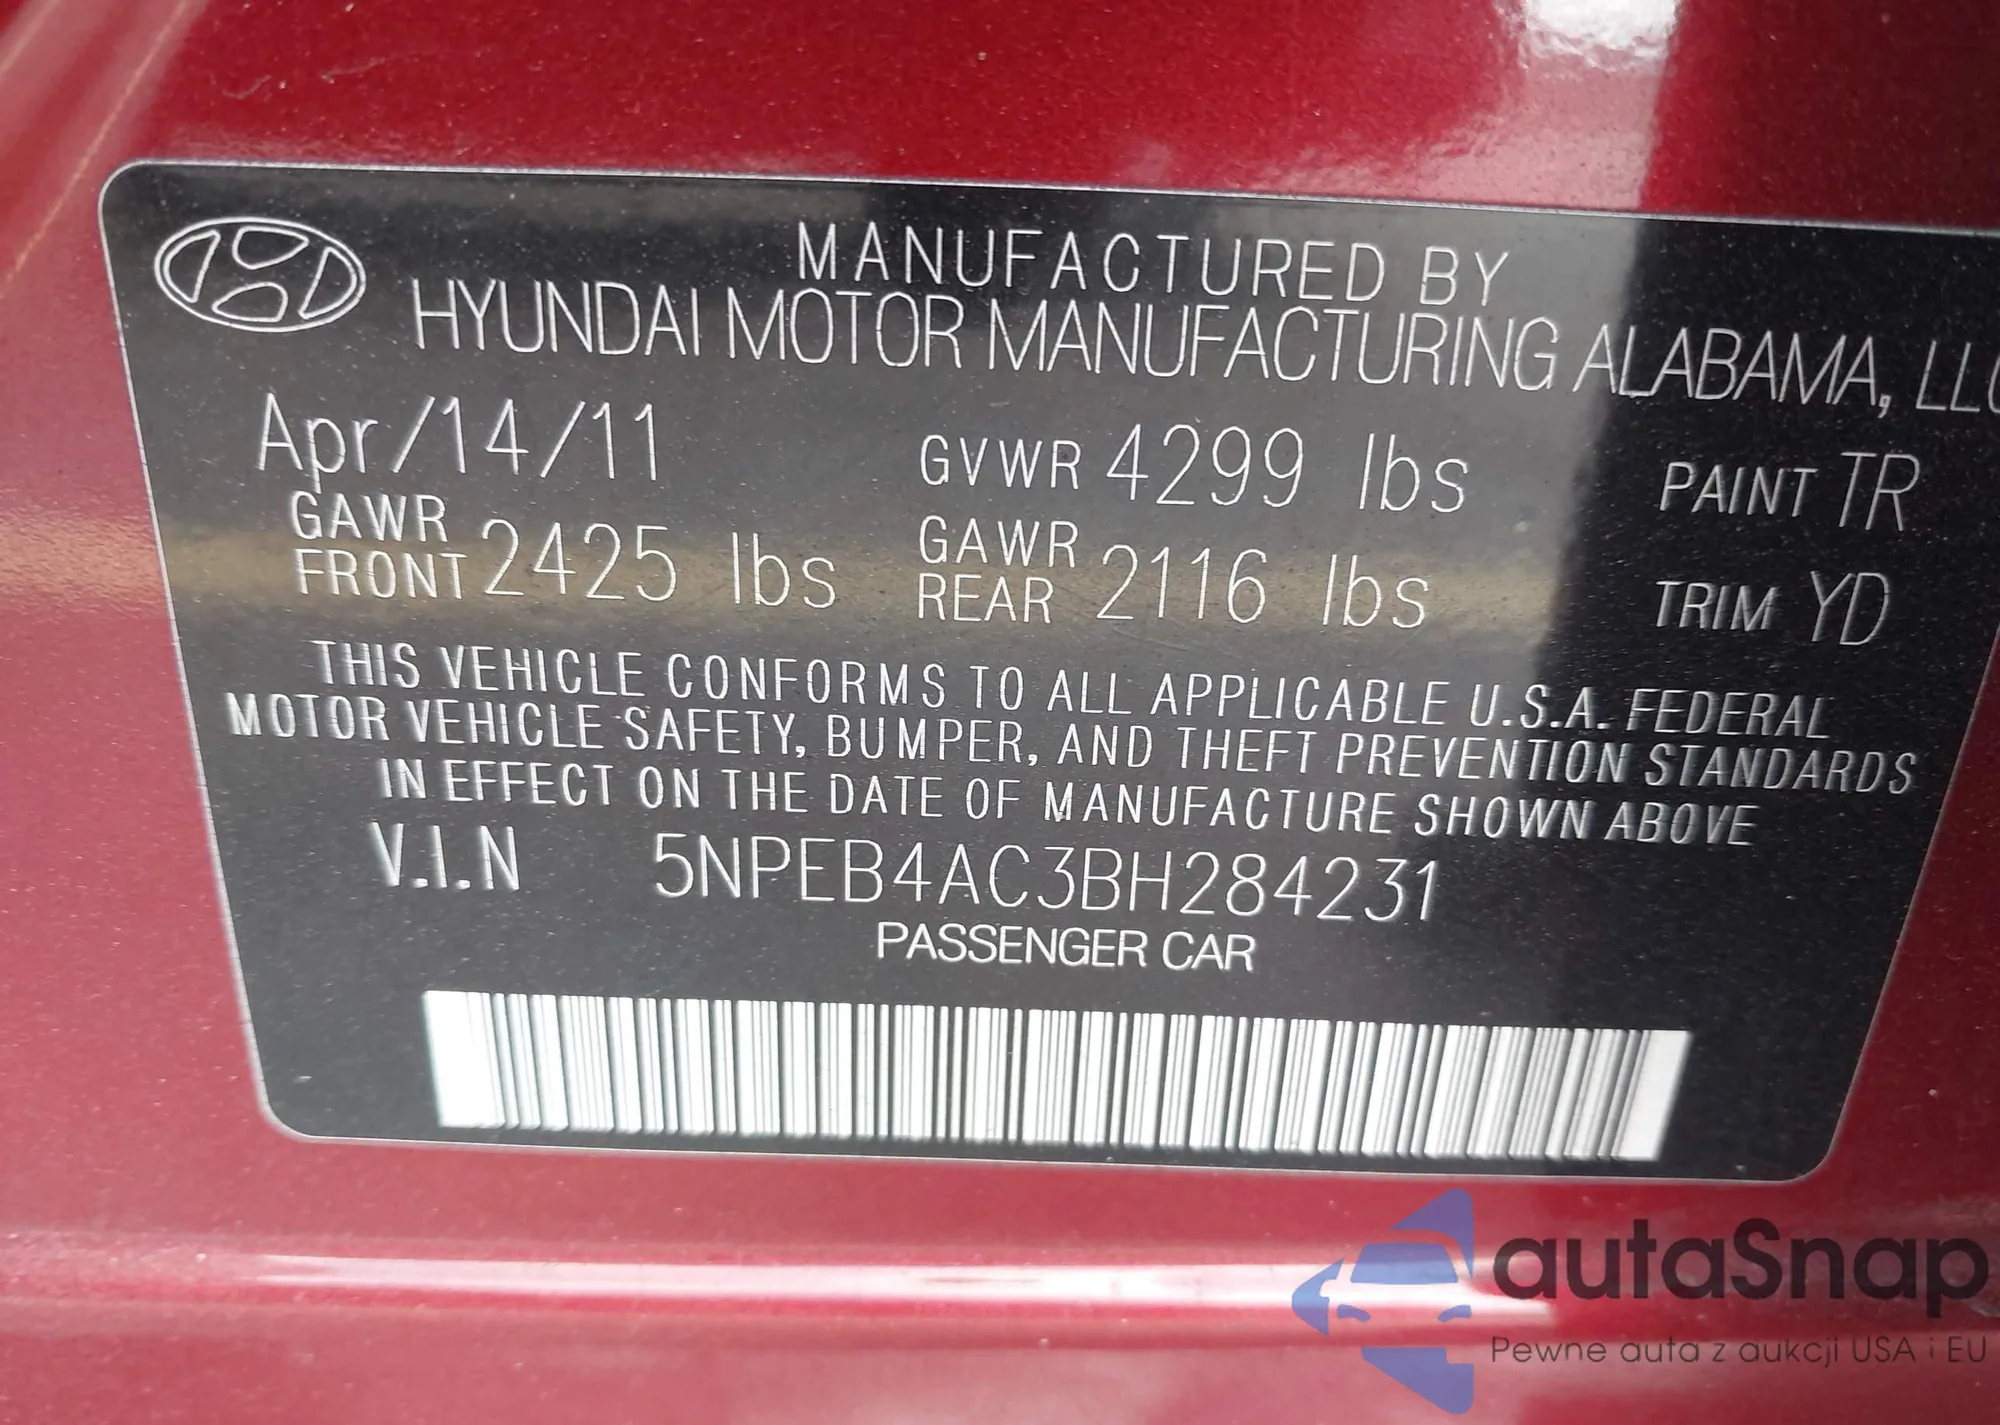 MANUFACTURED BY
HYUNDAI MOTOR MANUFACTURING ALABAMA, LLC
Apr/14/11 GVWR 4299 lbs PAINT TR
GAWR FRONT 2425 lbs GAWR REAR 2116 lbs TRIM YD
THIS VEHICLE CONFORMS TO ALL APPLICABLE U.S.A. FEDERAL
MOTOR VEHICLE SAFETY, BUMPER, AND THEFT PREVENTION STANDARDS
IN EFFECT ON THE DATE OF MANUFACTURE SHOWN ABOVE
V.I.N 5NPEB4AC3BH284231
PASSENGER CAR
autaSnap
Pewne auta z aukcji USA i EU